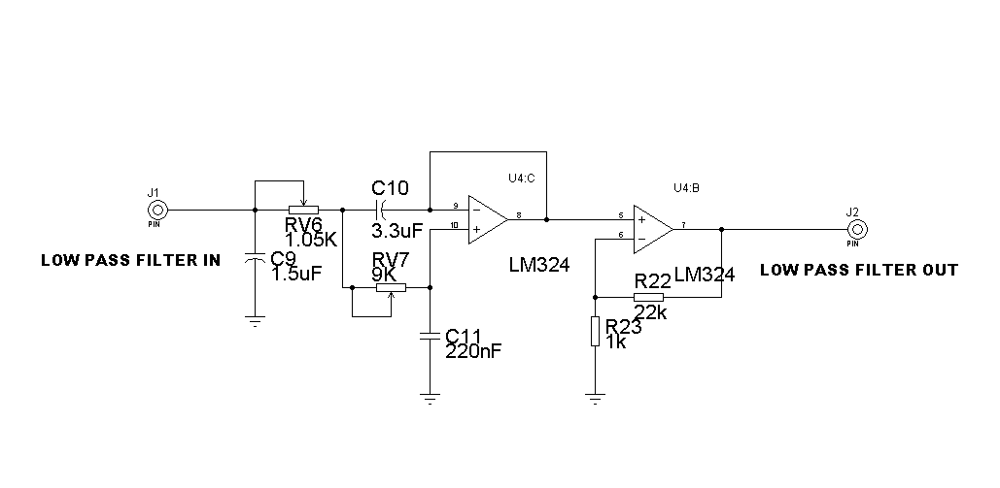 J1
PIN
LOW PASS FILTER IN
RV6
1.05K
C9
1.5uF
C10
3.3uF
RV7
9K
C11
220nF
U4:C
9
10
8
LM324
U4:B
5
6
7
LM324
R22
22k
R23
1k
J2
PIN
LOW PASS FILTER OUT